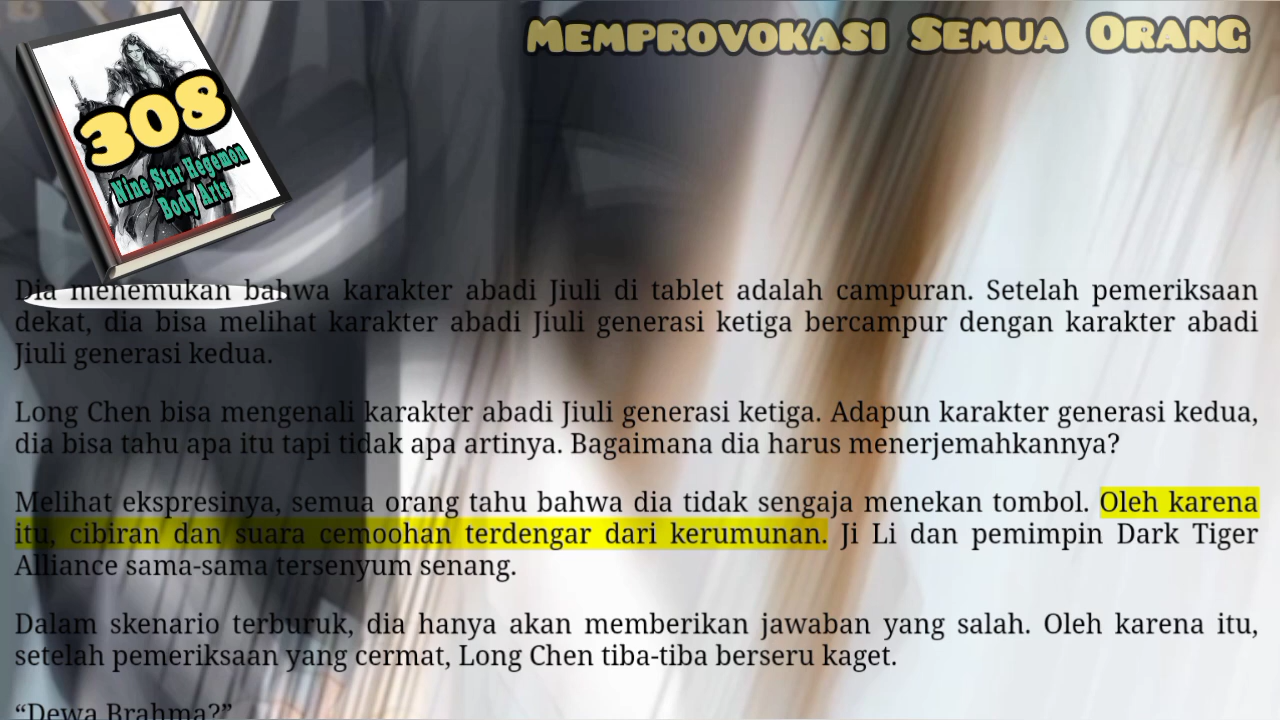 Memprovokasi Semua Orang
308
Nine Star Hegemon
Body Arts
Dia menemukan bahwa karakter abadi Jiuli di tablet adalah campuran. Setelah pemeriksaan
dekat, dia bisa melihat karakter abadi Jiuli generasi ketiga bercampur dengan karakter abadi
Jiuli generasi kedua.
Long Chen bisa mengenali karakter abadi Jiuli generasi ketiga. Adapun karakter generasi kedua,
dia bisa tahu apa itu tapi tidak apa artinya. Bagaimana dia harus menerjemahkannya?
Melihat ekspresinya, semua orang tahu bahwa dia tidak sengaja menekan tombol. Oleh karena
itu, cibiran dan suara cemoohan terdengar dari kerumunan. Ji Li dan pemimpin Dark Tiger
Alliance sama-sama tersenyum senang.
Dalam skenario terburuk, dia hanya akan memberikan jawaban yang salah. Oleh karena itu,
setelah pemeriksaan yang cermat, Long Chen tiba-tiba berseru kaget.
“Dewa Brahma?”